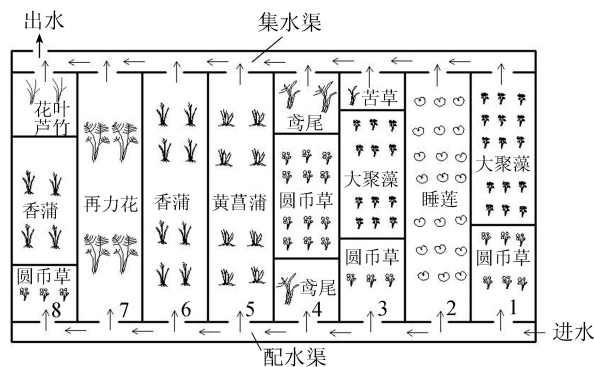 出水
集水渠
花叶
芦竹
香蒲
圆币草
8
再力花
7
香蒲
6
黄菖蒲
5
鸢尾
圆币草
鸢尾
4
苦草
大聚藻
圆币草
3
睡莲
2
大聚藻
圆币草
1
进水
配水渠